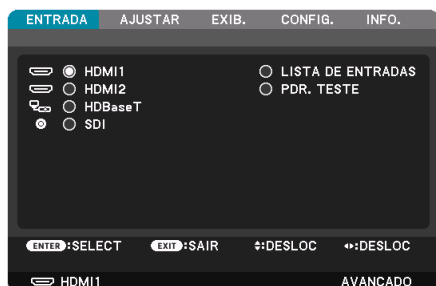 ENTRADA AJUSTAR EXIB. CONFIG. INFO.
HDMI1 LISTA DE ENTRADAS
HDMI2 PDR. TESTE
HDBaseT
SDI
ENTER :SELECT EXIT :SAIR :DESLOC :DESLOC
HDMI1 AVANÇADO